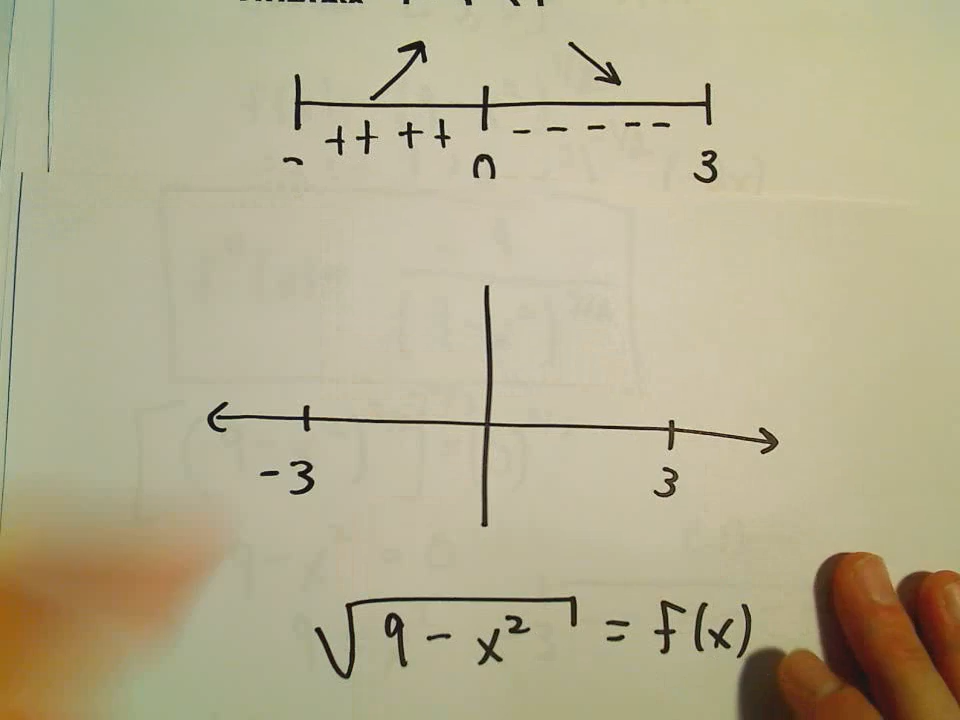 ++ ++ - - - - -
0 3
-3 3
√(9 - x²) = f(x)